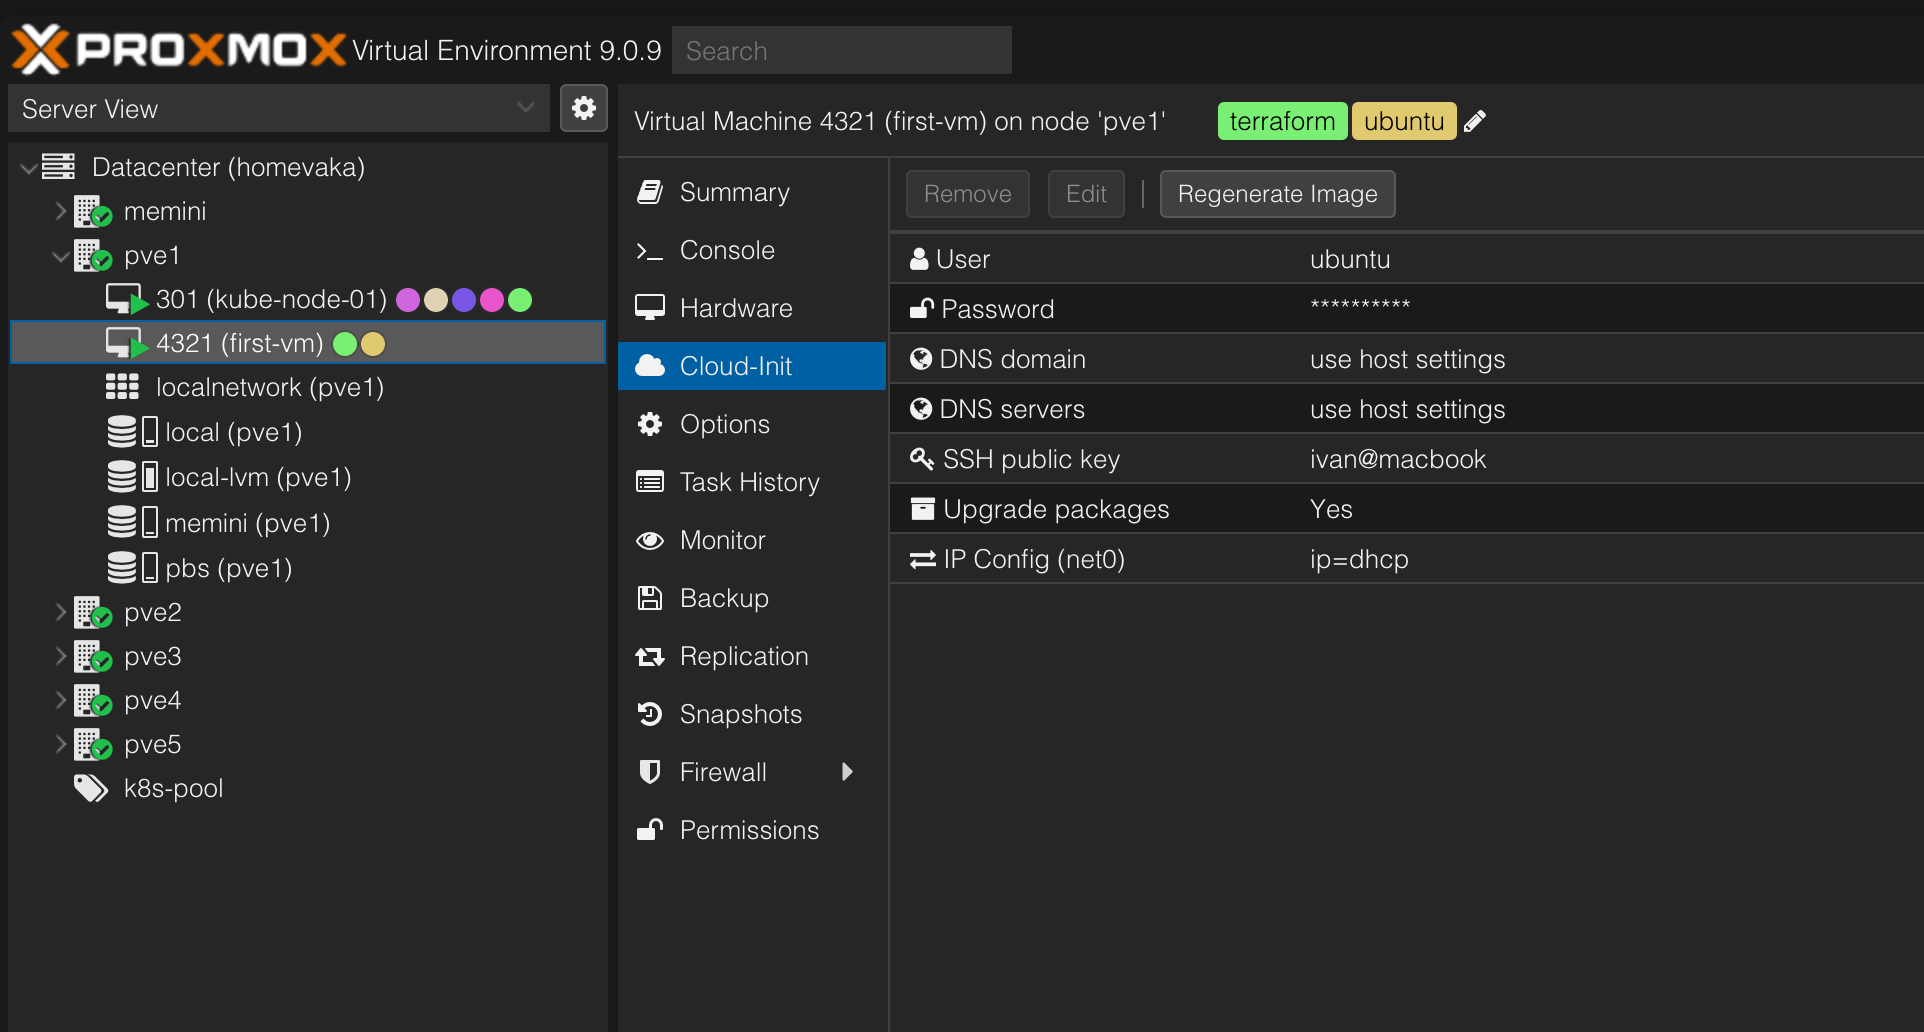 PROXMOX Virtual Environment 9.0.9 Search
Server View
Datacenter (homevaka)
memini
pve1
301 (kube-node-01)
4321 (first-vm)
localnetwork (pve1)
local (pve1)
local-lvm (pve1)
memini (pve1)
pbs (pve1)
pve2
pve3
pve4
pve5
k8s-pool
Virtual Machine 4321 (first-vm) on node 'pve1' terraform ubuntu
Summary
Console
Hardware
Cloud-Init
Options
Task History
Monitor
Backup
Replication
Snapshots
Firewall
Permissions
Remove Edit Regenerate Image
User ubuntu
Password **********
DNS domain use host settings
DNS servers use host settings
SSH public key ivan@macbook
Upgrade packages Yes
IP Config (net0) ip=dhcp